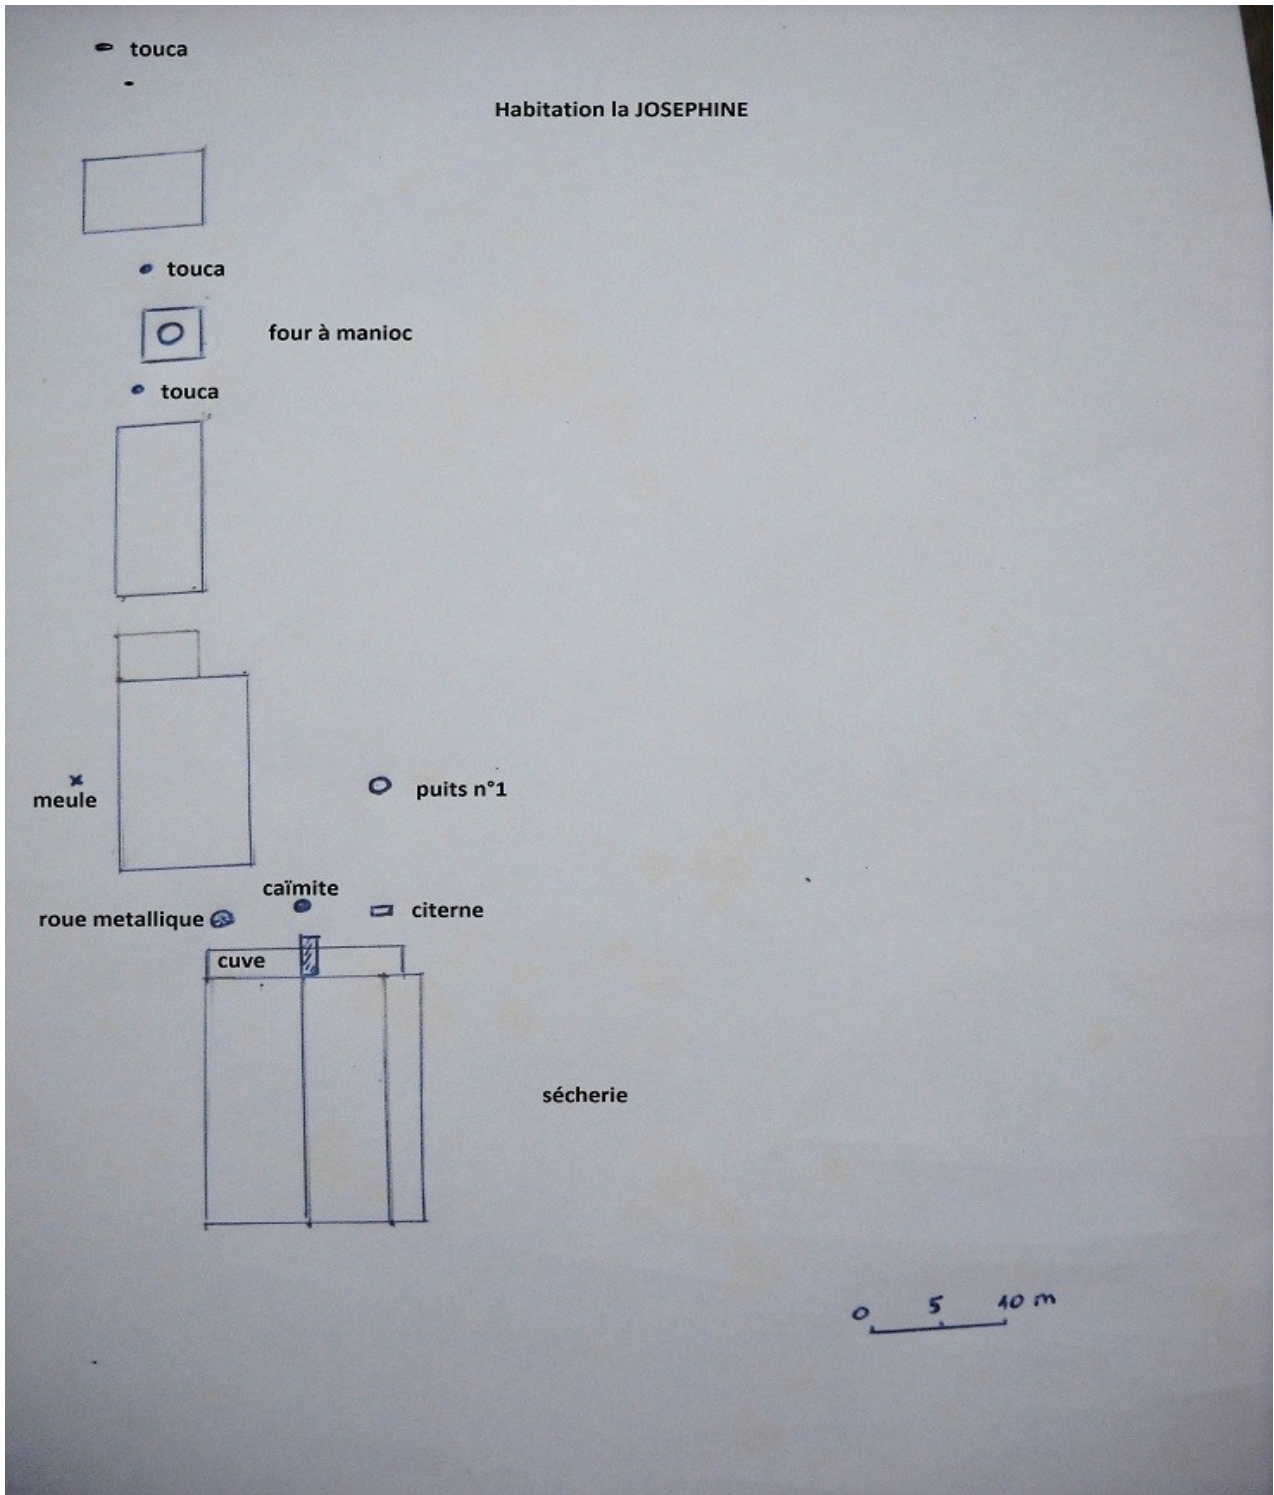 touca
Habitation la JOSEPHINE
touca
four à manioc
touca
meule
puits n°1
caïmite
roue metallique
citerne
cuve
sécherie
0 5 10 m